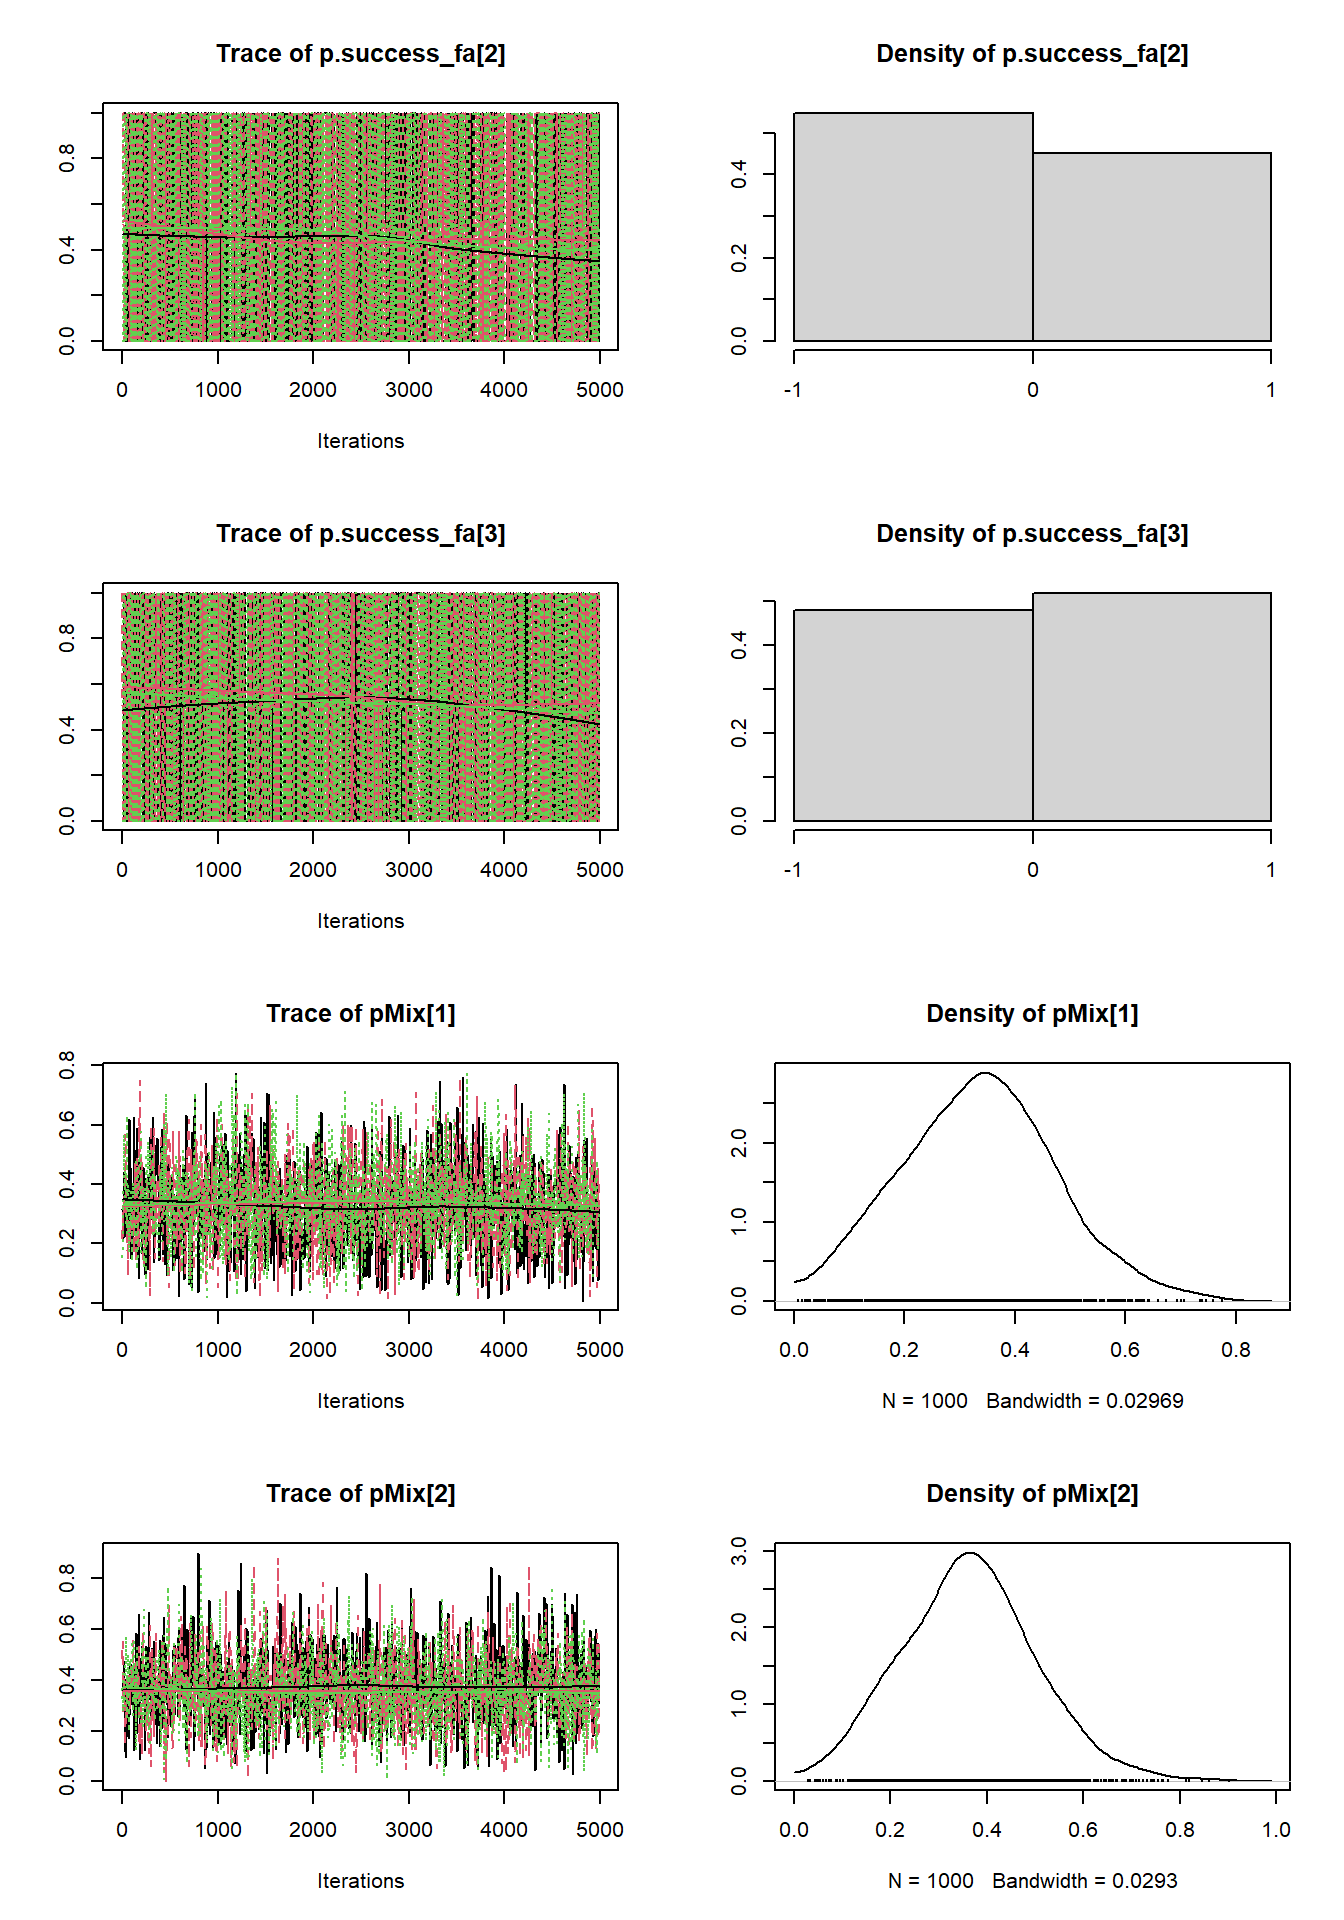 Trace of p.success_fa[2]
Density of p.success_fa[2]
0.0 0.4 0.8
0 1000 2000 3000 4000 5000
Iterations
0.0 0.2 0.4
-1 0 1
Trace of p.success_fa[3]
Density of p.success_fa[3]
0.0 0.4 0.8
0 1000 2000 3000 4000 5000
Iterations
0.0 0.2 0.4
-1 0 1
Trace of pMix[1]
Density of pMix[1]
0.0 0.2 0.4 0.6 0.8
0 1000 2000 3000 4000 5000
Iterations
0.0 1.0 2.0
0.0 0.2 0.4 0.6 0.8
N = 1000 Bandwidth = 0.02969
Trace of pMix[2]
Density of pMix[2]
0.0 0.2 0.4 0.6 0.8
0 1000 2000 3000 4000 5000
Iterations
0.0 1.0 2.0 3.0
0.0 0.2 0.4 0.6 0.8 1.0
N = 1000 Bandwidth = 0.0293